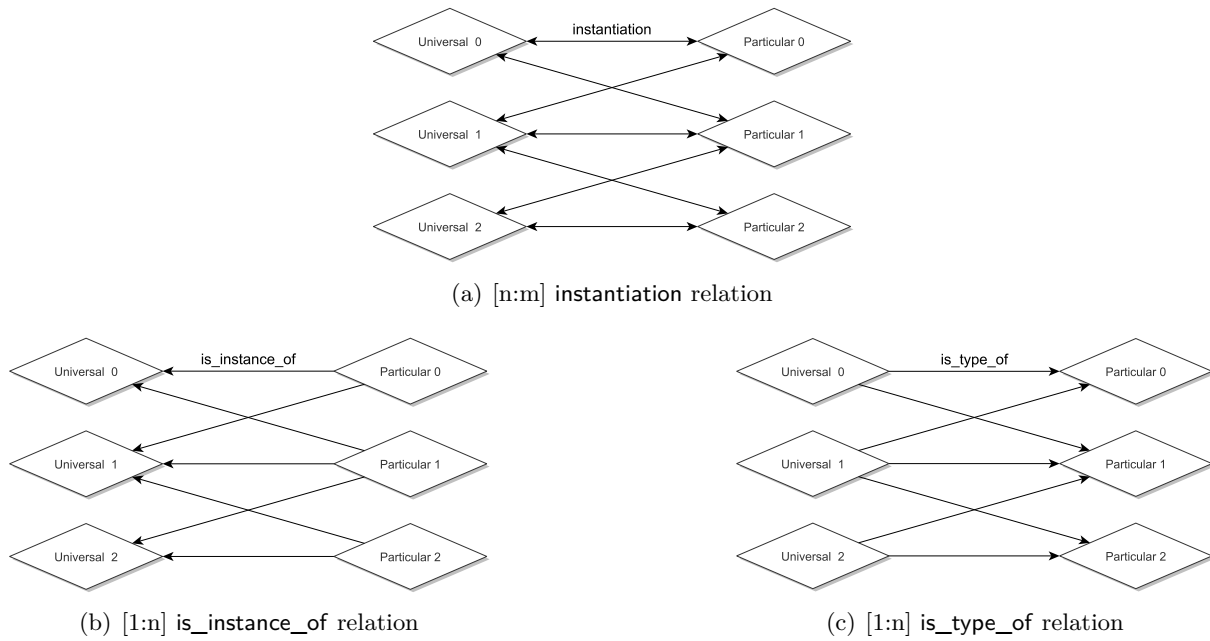 instantiation
Universal 0
Particular 0
Universal 1
Particular 1
Universal 2
Particular 2
(a) [n:m] instantiation relation
is_instance_of
Universal 0
Particular 0
Universal 1
Particular 1
Universal 2
Particular 2
(b) [1:n] is_instance_of relation
is_type_of
Universal 0
Particular 0
Universal 1
Particular 1
Universal 2
Particular 2
(c) [1:n] is_type_of relation